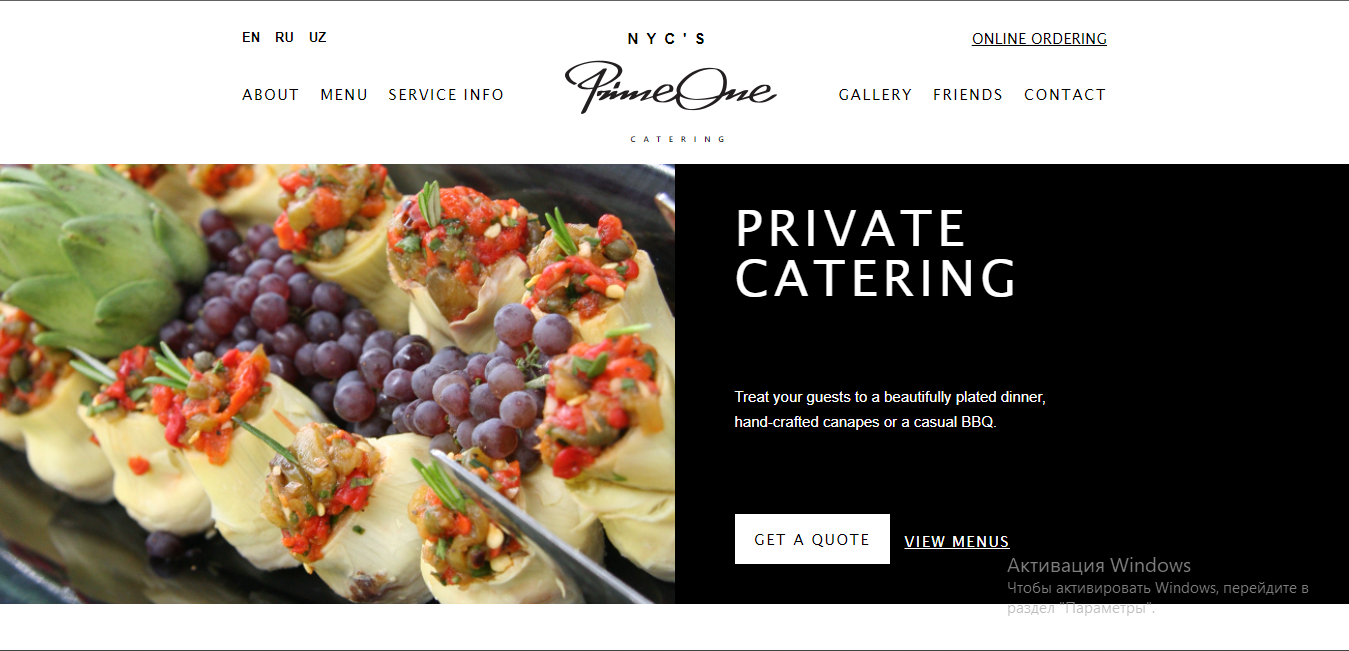 EN RU UZ
NYC'S
ONLINE ORDERING
ABOUT MENU SERVICE INFO
PrimeOne
GALLERY FRIENDS CONTACT
CATERING
PRIVATE
CATERING
Treat your guests to a beautifully plated dinner,
hand-crafted canapes or a casual BBQ.
GET A QUOTE
VIEW MENUS
Активация Windows
Чтобы активировать Windows, перейдите в
раздел "Параметры".